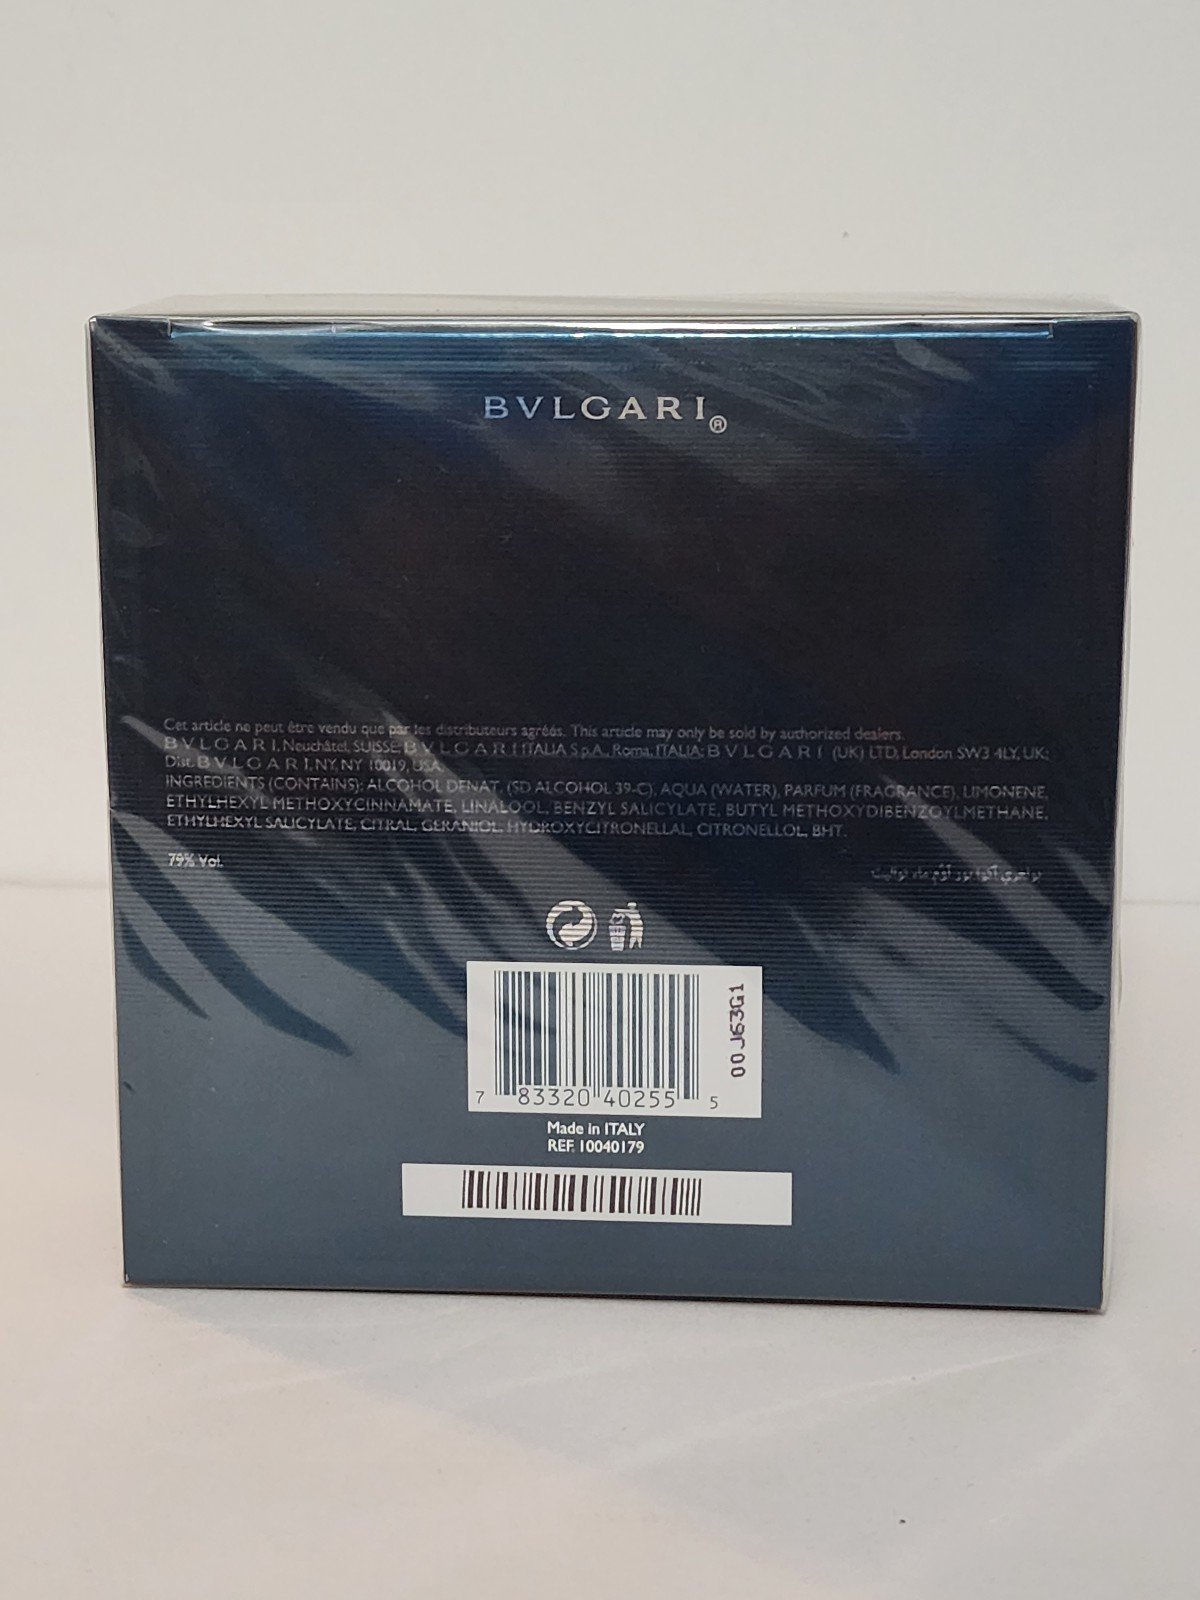 BVLGARI®
Cet article ne peut être vendu que par les distributeurs agréés. This article may only be sold by authorized dealers.
BVLGARI, Neuchâtel, SUISSE; BVLGARI ITALIA S.p.A., Roma, ITALIA; BVLGARI (UK) LTD, London SW3 4LY, UK;
Dist. BVLGARI, NY, NY 10019, USA.
INGREDIENTS (CONTAINS): ALCOHOL DENAT. (SD ALCOHOL 39-C), AQUA (WATER), PARFUM (FRAGRANCE), LIMONENE,
ETHYLHEXYL METHOXYCINNAMATE, LINALOOL, BENZYL SALICYLATE, BUTYL METHOXYDIBENZOYLMETHANE,
ETHYLHEXYL SALICYLATE, CITRAL, GERANIOL, HYDROXYCITRONELLAL, CITRONELLOL, BHT.
79% Vol.
ماء تواليت
00J63G1
7 83320 40255 5
Made in ITALY
REF. 10040179